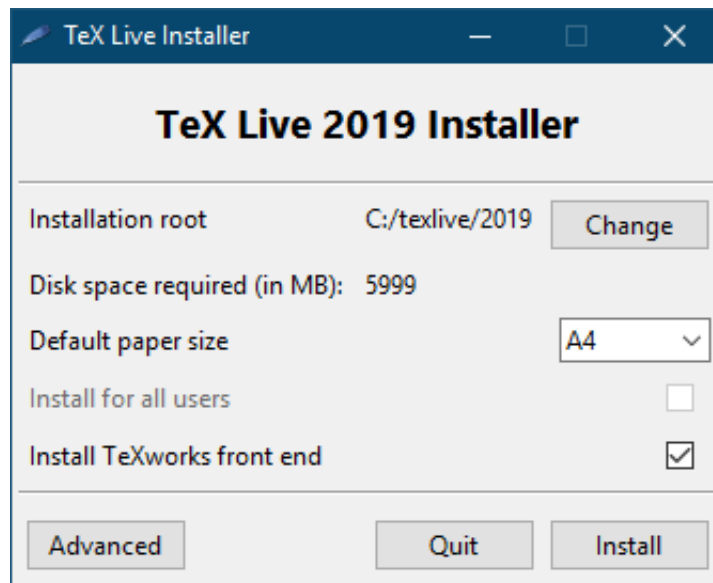 TeX Live Installer
TeX Live 2019 Installer
Installation root C:/texlive/2019 Change
Disk space required (in MB): 5999
Default paper size A4
Install for all users
Install TeXworks front end
Advanced Quit Install